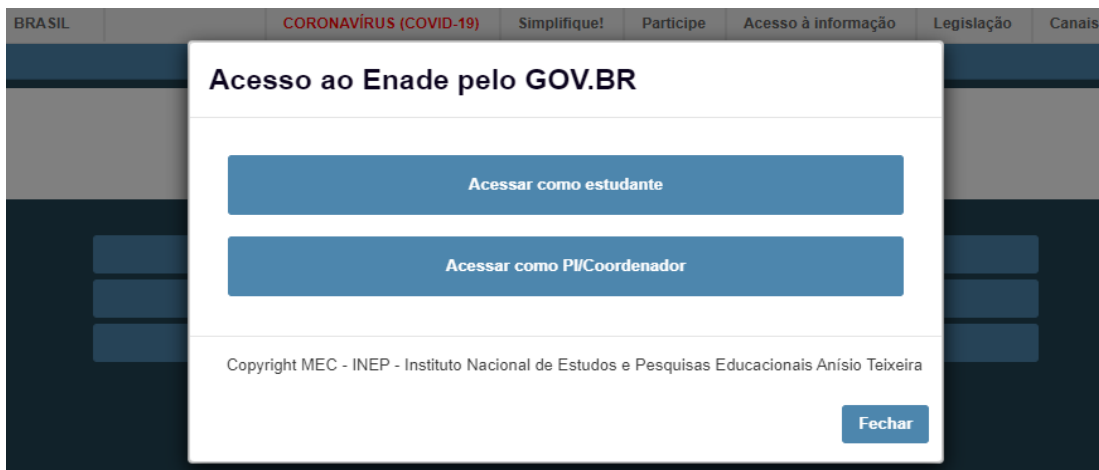 BRASIL CORONAVÍRUS (COVID-19) Simplifique! Participe Acesso à informação Legislação Canais
Acesso ao Enade pelo GOV.BR
Acessar como estudante
Acessar como PI/Coordenador
Copyright MEC - INEP - Instituto Nacional de Estudos e Pesquisas Educacionais Anísio Teixeira
Fechar